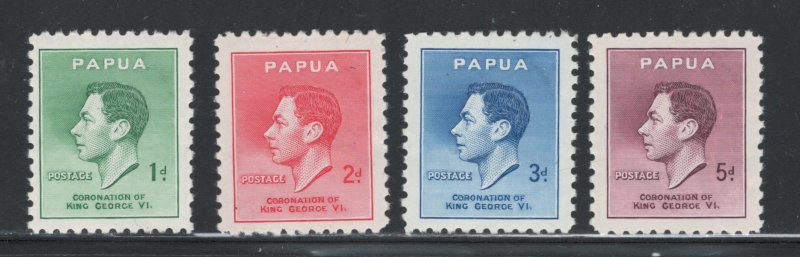 PAPUA
POSTAGE
1d
CORONATION OF
KING GEORGE VI.
PAPUA
POSTAGE
2d
CORONATION OF
KING GEORGE VI.
PAPUA
POSTAGE
3d
CORONATION OF
KING GEORGE VI.
PAPUA
POSTAGE
5d
CORONATION OF
KING GEORGE VI.